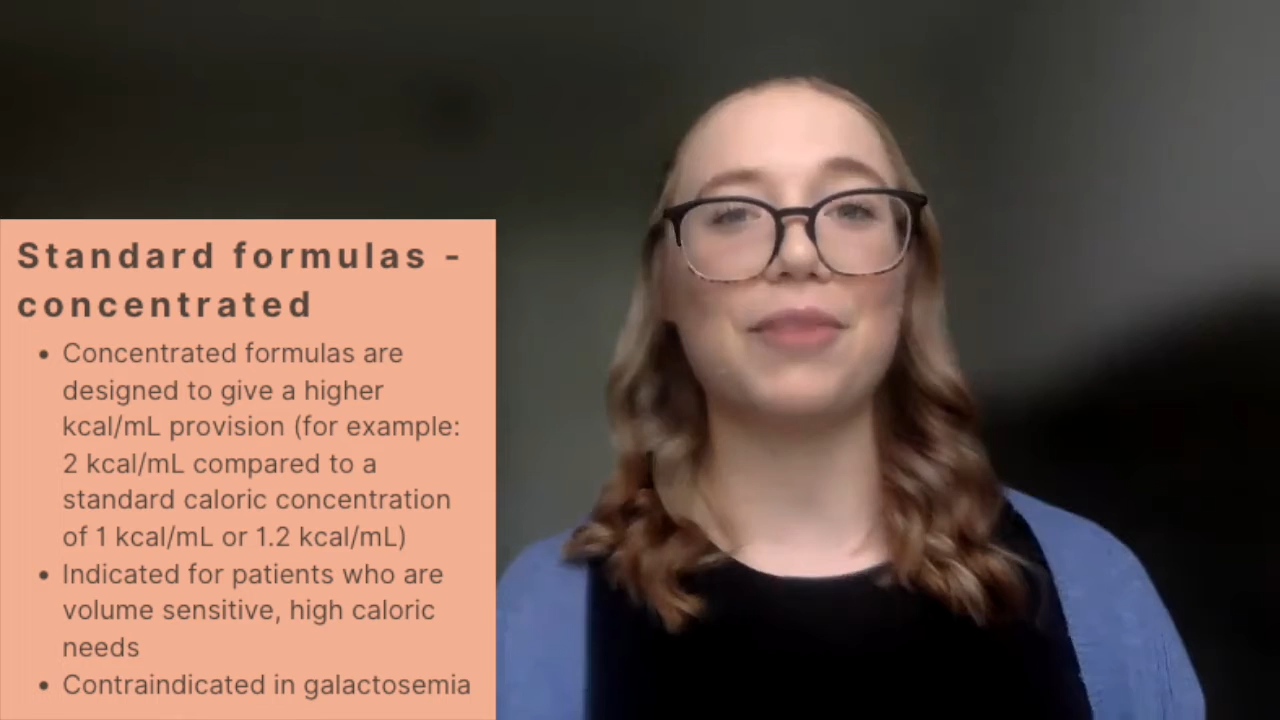 Standard formulas -
concentrated
• Concentrated formulas are
designed to give a higher
kcal/mL provision (for example:
2 kcal/mL compared to a
standard caloric concentration
of 1 kcal/mL or 1.2 kcal/mL)
• Indicated for patients who are
volume sensitive, high caloric
needs
• Contraindicated in galactosemia